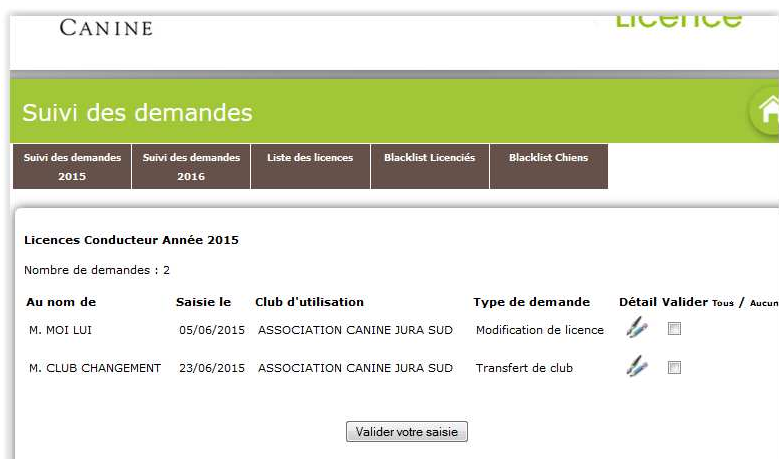 CANINE
Licence
Suivi des demandes
Suivi des demandes 2015
Suivi des demandes 2016
Liste des licences
Blacklist Licenciés
Blacklist Chiens
Licences Conducteur Année 2015
Nombre de demandes : 2
Au nom de Saisie le Club d'utilisation Type de demande Détail Valider Tous / Aucun
M. MOI LUI 05/06/2015 ASSOCIATION CANINE JURA SUD Modification de licence
M. CLUB CHANGEMENT 23/06/2015 ASSOCIATION CANINE JURA SUD Transfert de club
Valider votre saisie